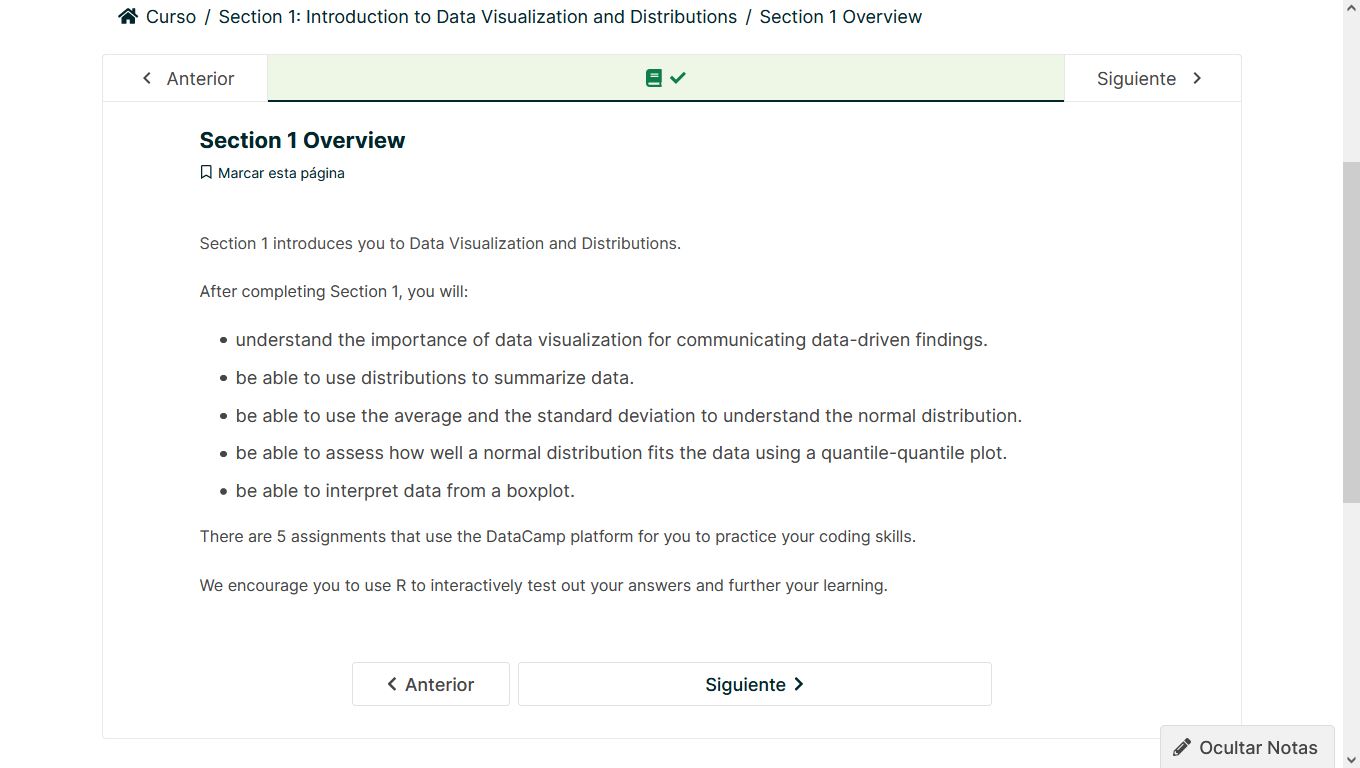 Curso / Section 1: Introduction to Data Visualization and Distributions / Section 1 Overview
Anterior
Siguiente
Section 1 Overview
Marcar esta página
Section 1 introduces you to Data Visualization and Distributions.
After completing Section 1, you will:
• understand the importance of data visualization for communicating data-driven findings.
• be able to use distributions to summarize data.
• be able to use the average and the standard deviation to understand the normal distribution.
• be able to assess how well a normal distribution fits the data using a quantile-quantile plot.
• be able to interpret data from a boxplot.
There are 5 assignments that use the DataCamp platform for you to practice your coding skills.
We encourage you to use R to interactively test out your answers and further your learning.
Anterior
Siguiente
Ocultar Notas